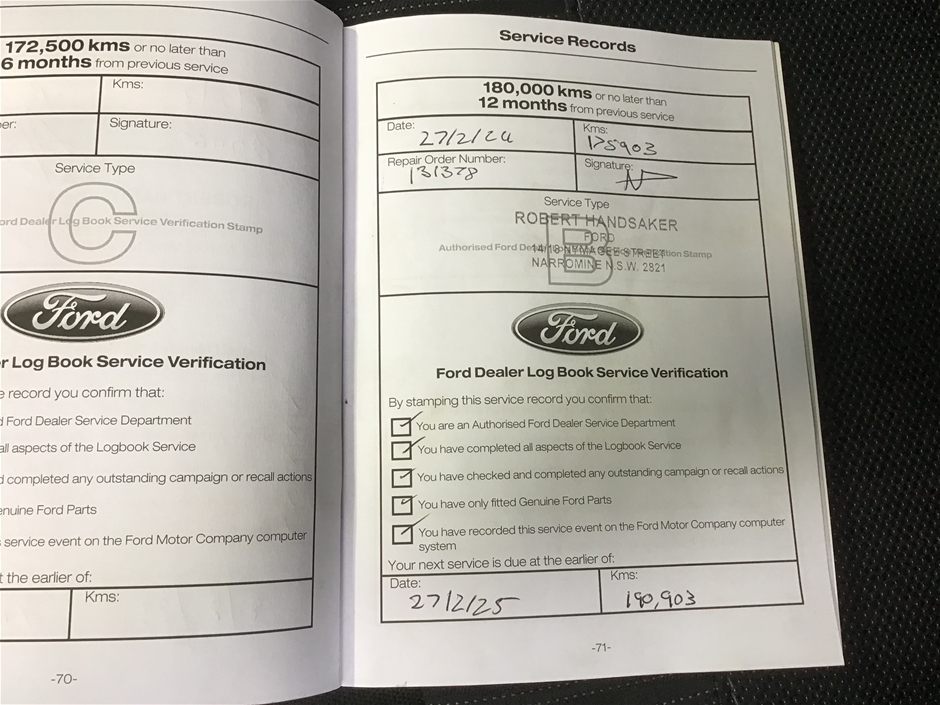 172,500 kms or no later than
6 months from previous service
Kms:
er:
Signature:
Service Type
C
ord Dealer Log Book Service Verification Stamp
Ford
r Log Book Service Verification
e record you confirm that:
d Ford Dealer Service Department
all aspects of the Logbook Service
d completed any outstanding campaign or recall actions
enuine Ford Parts
s service event on the Ford Motor Company computer
t the earlier of:
Kms:
-70-
Service Records
180,000 kms or no later than
12 months from previous service
Date: 27/2/24
Kms: 175903
Repair Order Number: 131378
Signature:
Service Type
B
ROBERT HANDSAKER
FORD
Authorised Ford Stamp
14/18 NYMAGEE STREET
NARROMINE N.S.W. 2821
Ford
Ford Dealer Log Book Service Verification
By stamping this service record you confirm that:
You are an Authorised Ford Dealer Service Department
You have completed all aspects of the Logbook Service
You have checked and completed any outstanding campaign or recall actions
You have only fitted Genuine Ford Parts
You have recorded this service event on the Ford Motor Company computer
system
Your next service is due at the earlier of:
Date: 27/2/25
Kms: 190,903
-71-